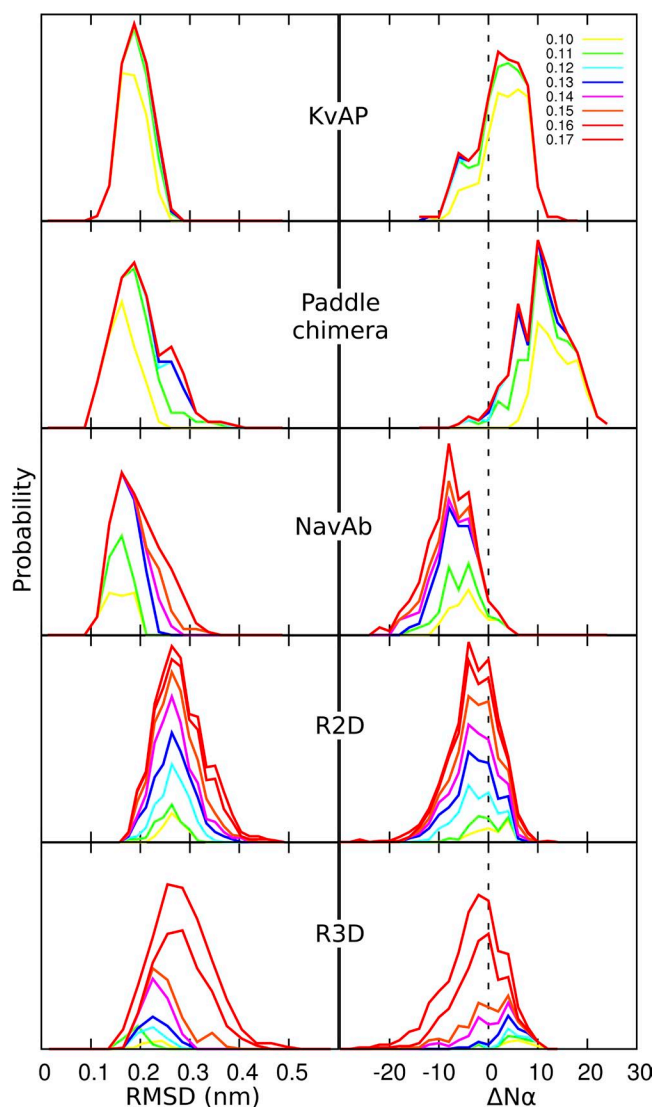 0.10
0.11
0.12
0.13
0.14
0.15
0.16
0.17
KvAP
Paddle
chimera
NavAb
R2D
R3D
Probability
0 0.1 0.2 0.3 0.4 0.5 -20 -10 0 10 20 30
RMSD (nm) ΔNα